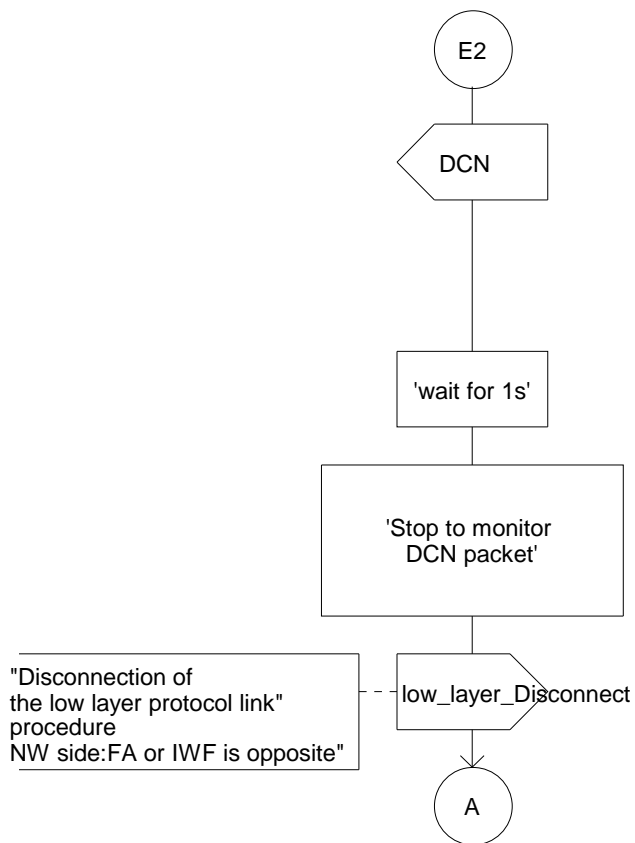 E2
DCN
'wait for 1s'
'Stop to monitor
DCN packet'
"Disconnection of
the low layer protocol link"
procedure
NW side:FA or IWF is opposite"
low_layer_Disconnect
A